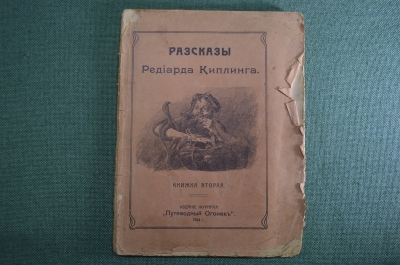 РАЗСКАЗЫ
Редіарда Киплинга.
КНИЖКА ВТОРАЯ
ИЗДАНІЕ ЖУРНАЛА
„Путеводный Огонекъ“.